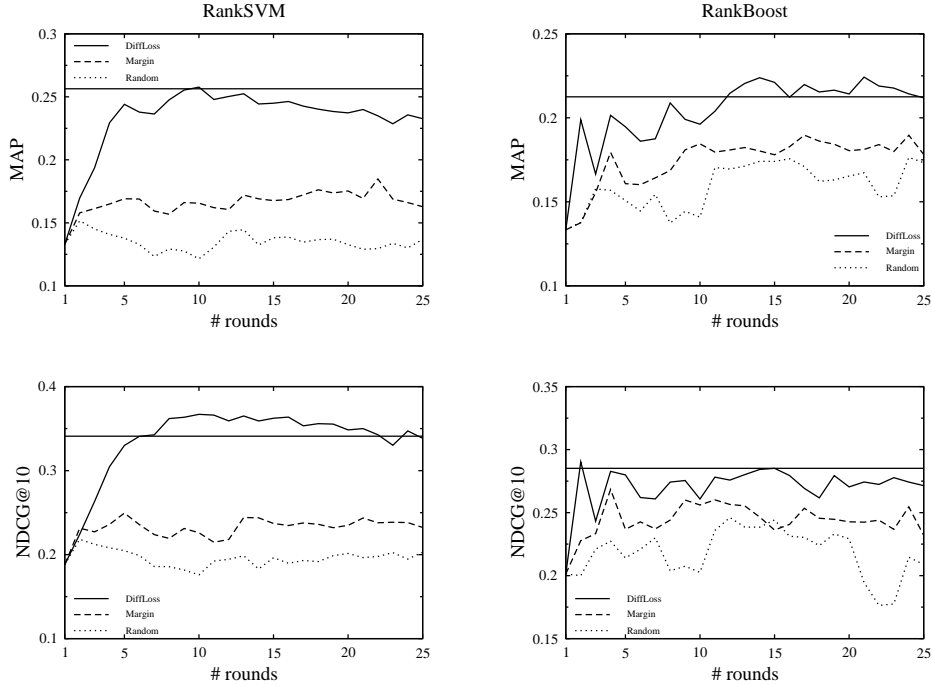 RankSVM
MAP
0.3
0.25
0.2
0.15
0.1
DiffLoss
Margin
Random
1 5 10 15 20 25
# rounds
RankBoost
MAP
0.25
0.2
0.15
0.1
DiffLoss
Margin
Random
1 5 10 15 20 25
# rounds
NDCG@10
0.4
0.3
0.2
0.1
DiffLoss
Margin
Random
1 5 10 15 20 25
# rounds
NDCG@10
0.35
0.3
0.25
0.2
0.15
DiffLoss
Margin
Random
1 5 10 15 20 25
# rounds